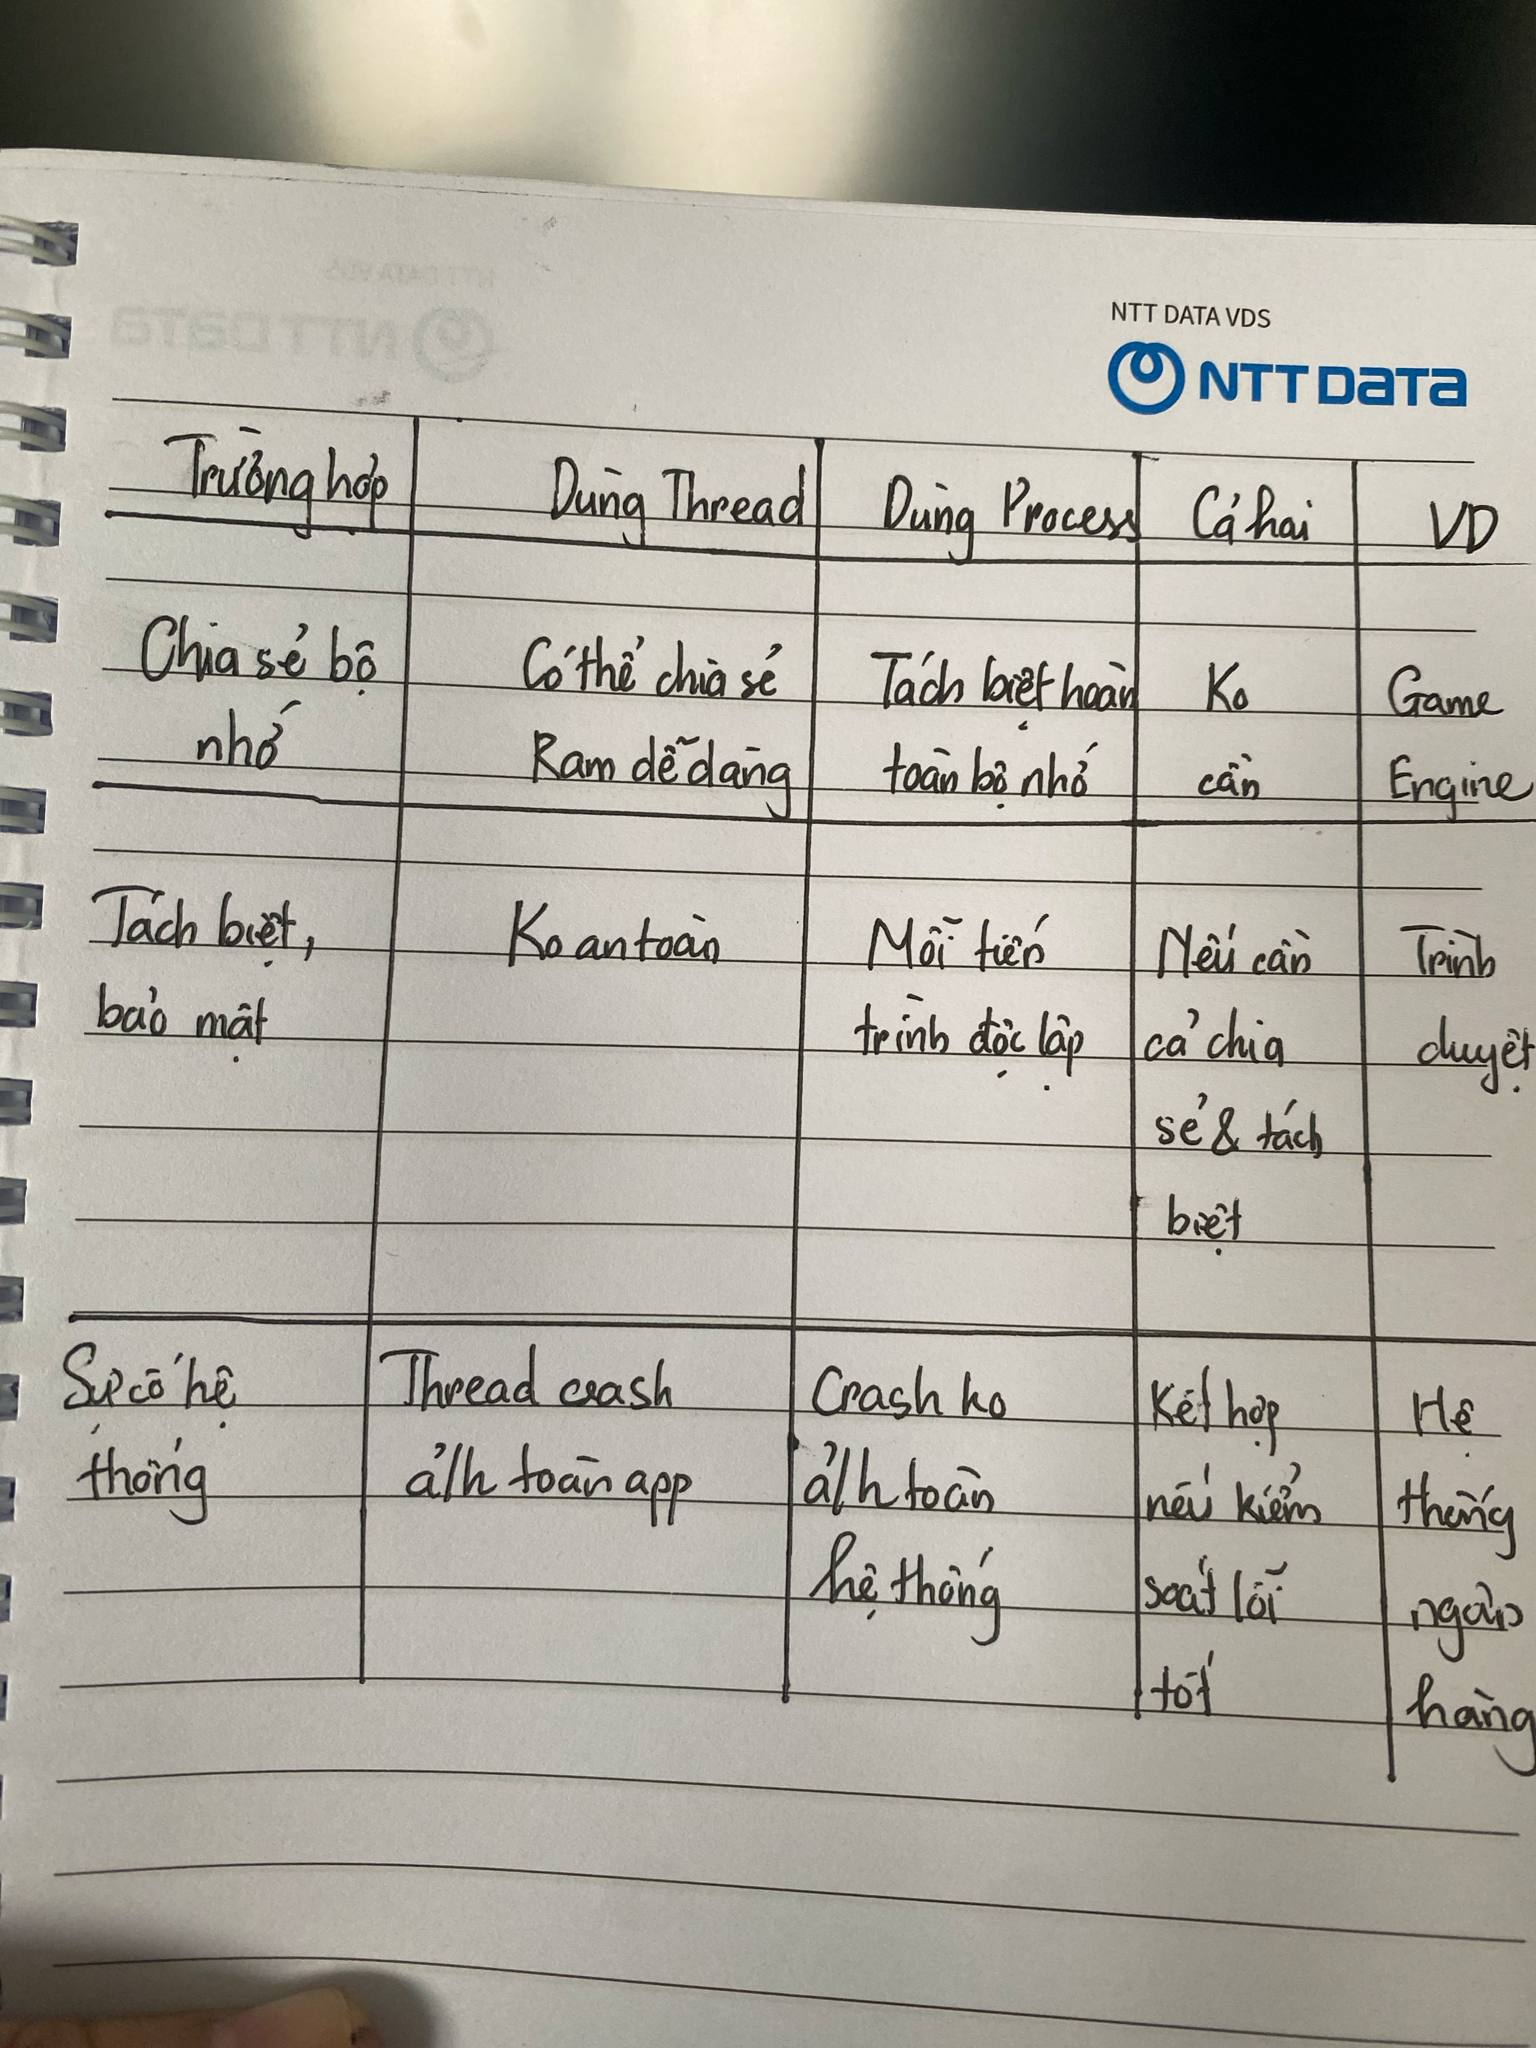 NTT DATA VDS
NTT DATA
Trường hợp | Dùng Thread | Dùng Process | Cả hai | VD
Chia sẻ bộ | Có thể chia sẻ | Tách biệt hoàn | Ko | Game
nhớ | Ram dễ dàng | toàn bộ nhớ | cần | Engine
Tách biệt, | Ko an toàn | Mỗi tiến | Nếu cần | Trình
bảo mật | trình độc lập | cả chia | duyệt
sẻ & tách
biệt
Sự cố hệ | Thread crash | Crash ko | Kết hợp | Hệ
thống | ả/h toàn app | ả/h toàn | nếu kiểm | thống
hệ thống | soát lỗi | ngân
tốt | hàng